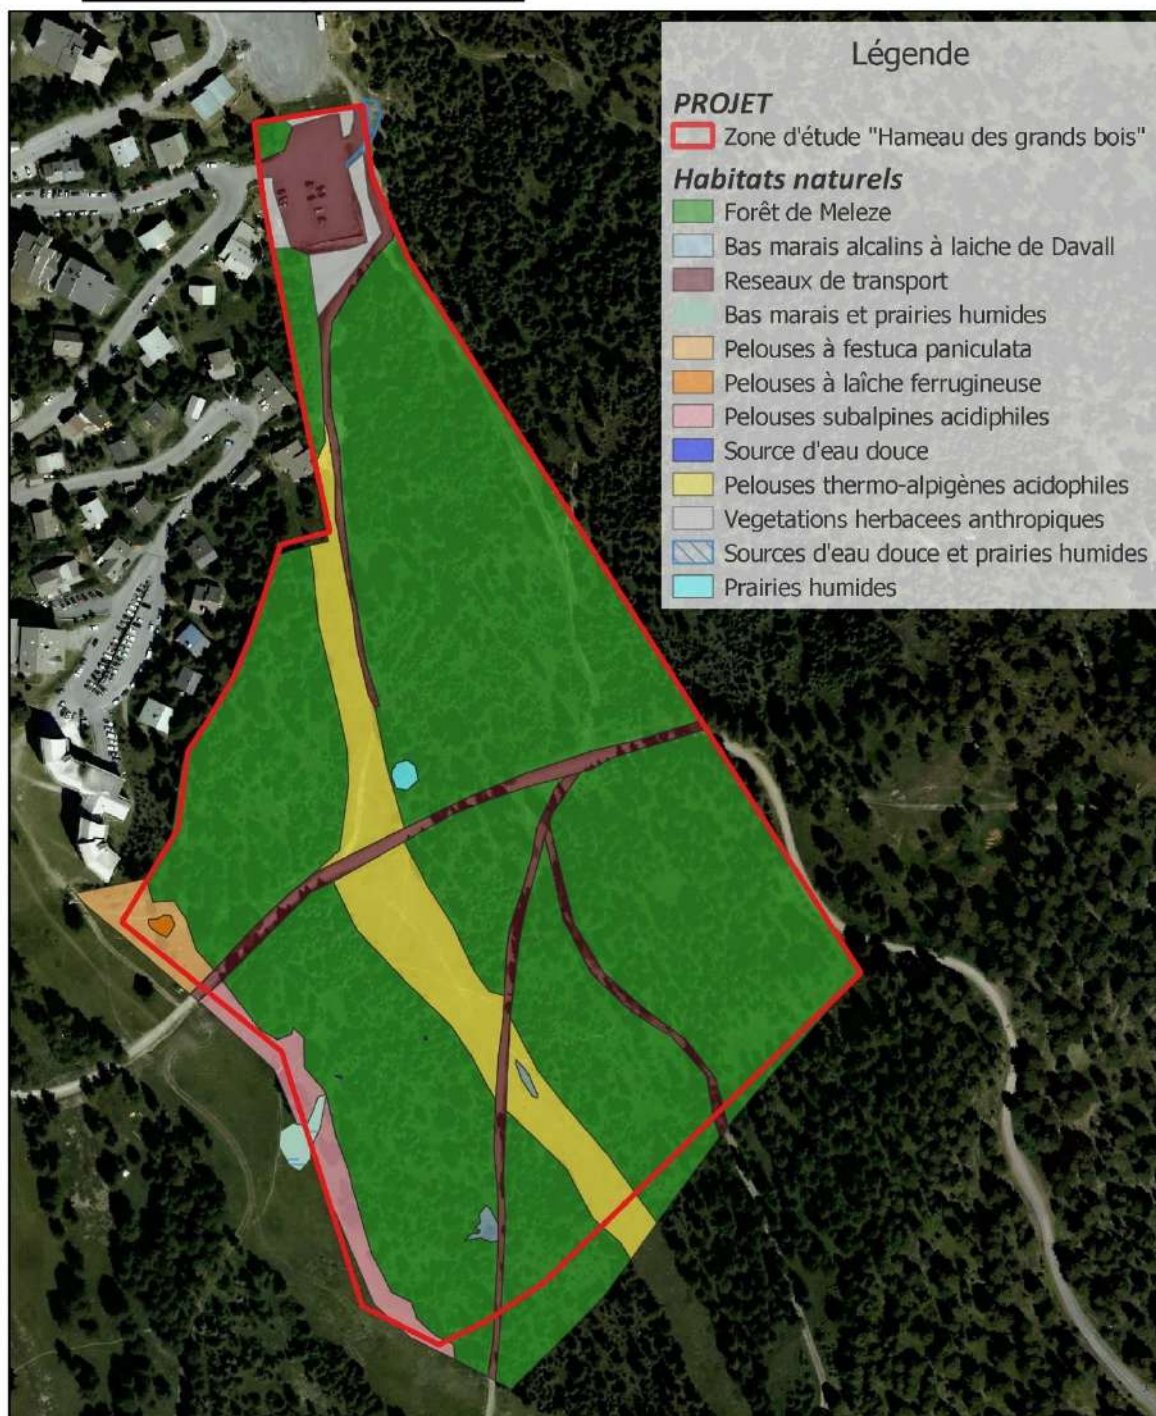 Légende
PROJET
Zone d'étude "Hameau des grands bois"
Habitats naturels
Forêt de Meleze
Bas marais alcalins à laiche de Davall
Reseaux de transport
Bas marais et prairies humides
Pelouses à festuca paniculata
Pelouses à laîche ferrugineuse
Pelouses subalpines acidiphiles
Source d'eau douce
Pelouses thermo-alpigènes acidophiles
Vegetations herbacees anthropiques
Sources d'eau douce et prairies humides
Prairies humides